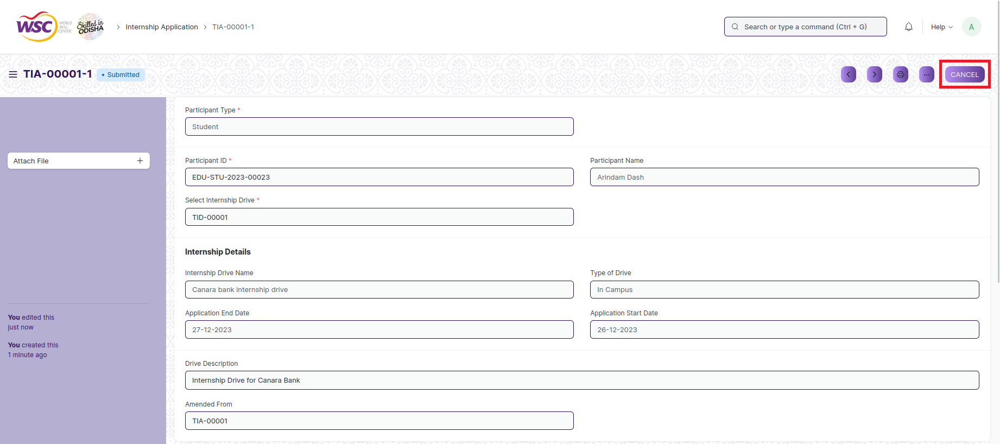 WSC WORLD SKILL CENTER
Skilled in ODISHA
Internship Application
TIA-00001-1
Search or type a command (Ctrl + G)
Help
A
TIA-00001-1
Submitted
CANCEL
Participant Type *
Student
Attach File
Participant ID *
Participant Name
EDU-STU-2023-00023
Arindam Dash
Select Internship Drive *
TID-00001
Internship Details
Internship Drive Name
Type of Drive
Canara bank internship drive
In Campus
Application End Date
Application Start Date
27-12-2023
26-12-2023
You edited this
just now
You created this
1 minute ago
Drive Description
Internship Drive for Canara Bank
Amended From
TIA-00001